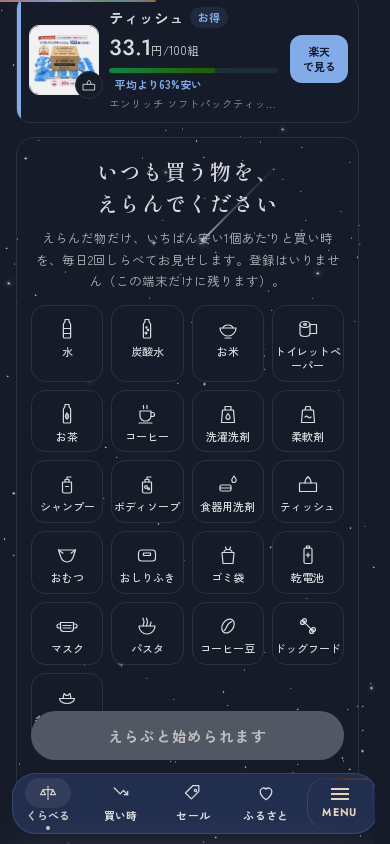 ティッシュ お得
33.1円/100組
平均より63%安い
エンリッチ ソフトパックティッ…
楽天
で見る
いつも買う物を、
えらんでください
えらんだ物だけ、いちばん安い1個あたりと買い時
を、毎日2回しらべてお見せします。登録はいりませ
ん（この端末だけに残ります）。
水
炭酸水
お米
トイレットペ
ーパー
お茶
コーヒー
洗濯洗剤
柔軟剤
シャンプー
ボディソープ
食器用洗剤
ティッシュ
おむつ
おしりふき
ゴミ袋
乾電池
マスク
パスタ
コーヒー豆
ドッグフード
えらぶと始められます
くらべる
買い時
セール
ふるさと
MENU